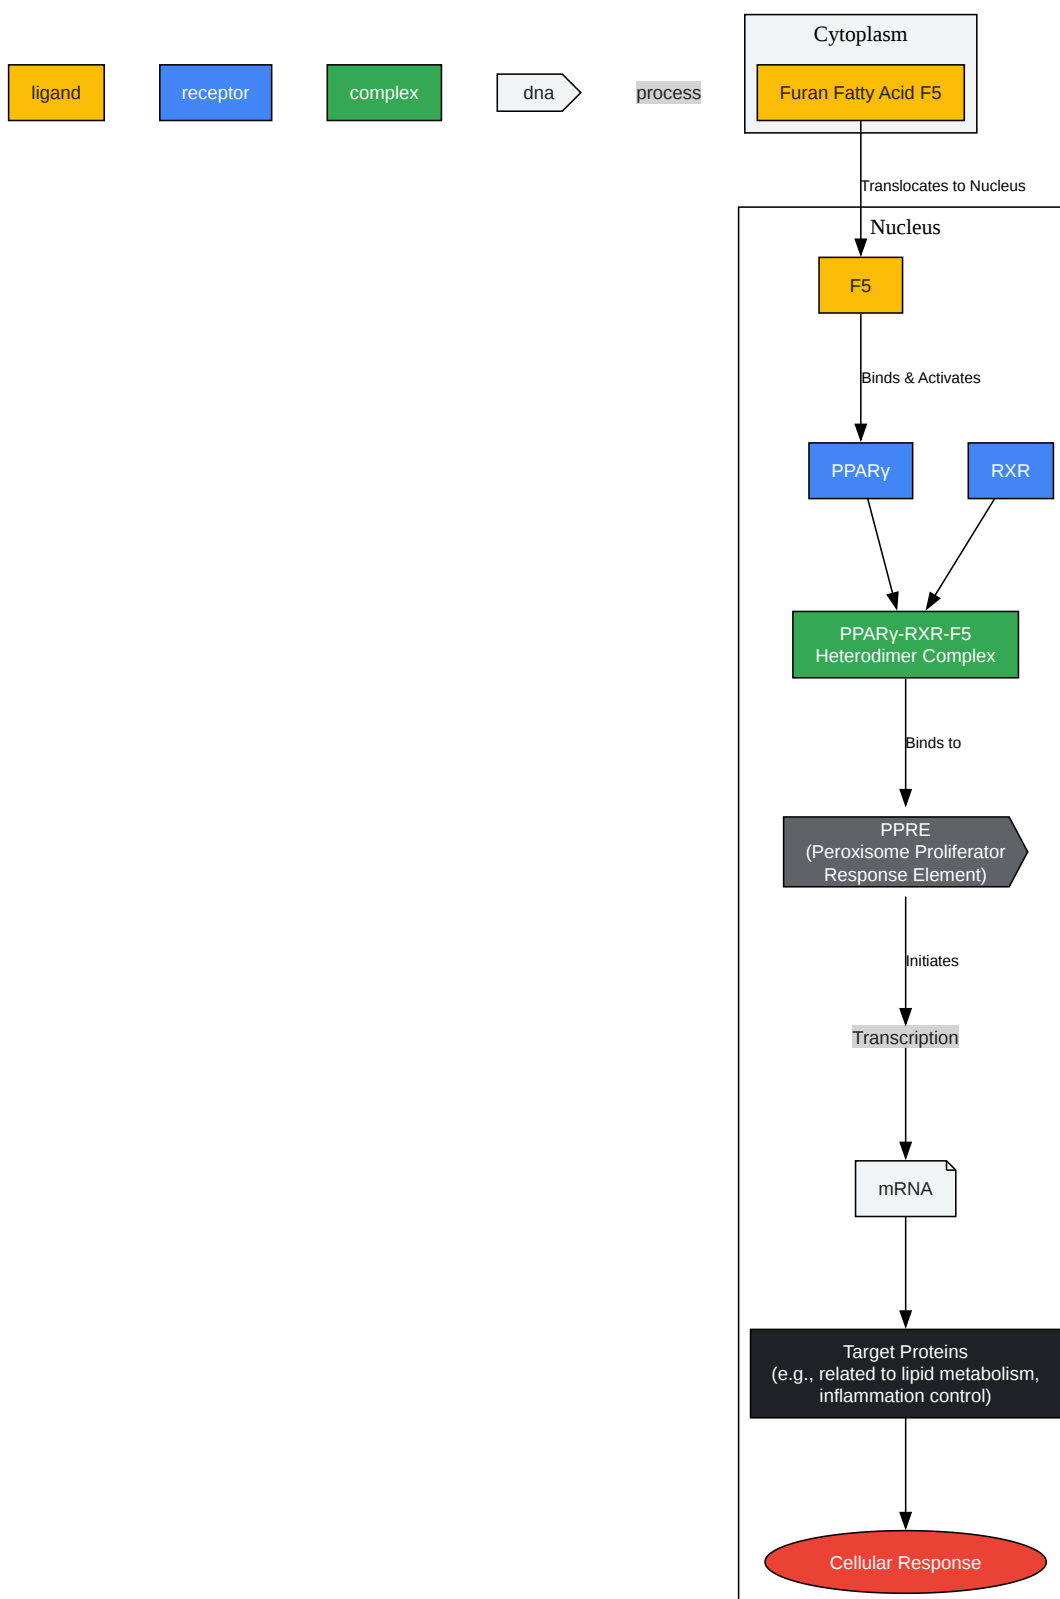 Cytoplasm
ligand
receptor
complex
dna
process
Furan Fatty Acid F5
Translocates to Nucleus
Nucleus
F5
Binds & Activates
PPARγ
RXR
PPARγ-RXR-F5
Heterodimer Complex
Binds to
PPRE
(Peroxisome Proliferator
Response Element)
Initiates
Transcription
mRNA
Target Proteins
(e.g., related to lipid metabolism,
inflammation control)
Cellular Response